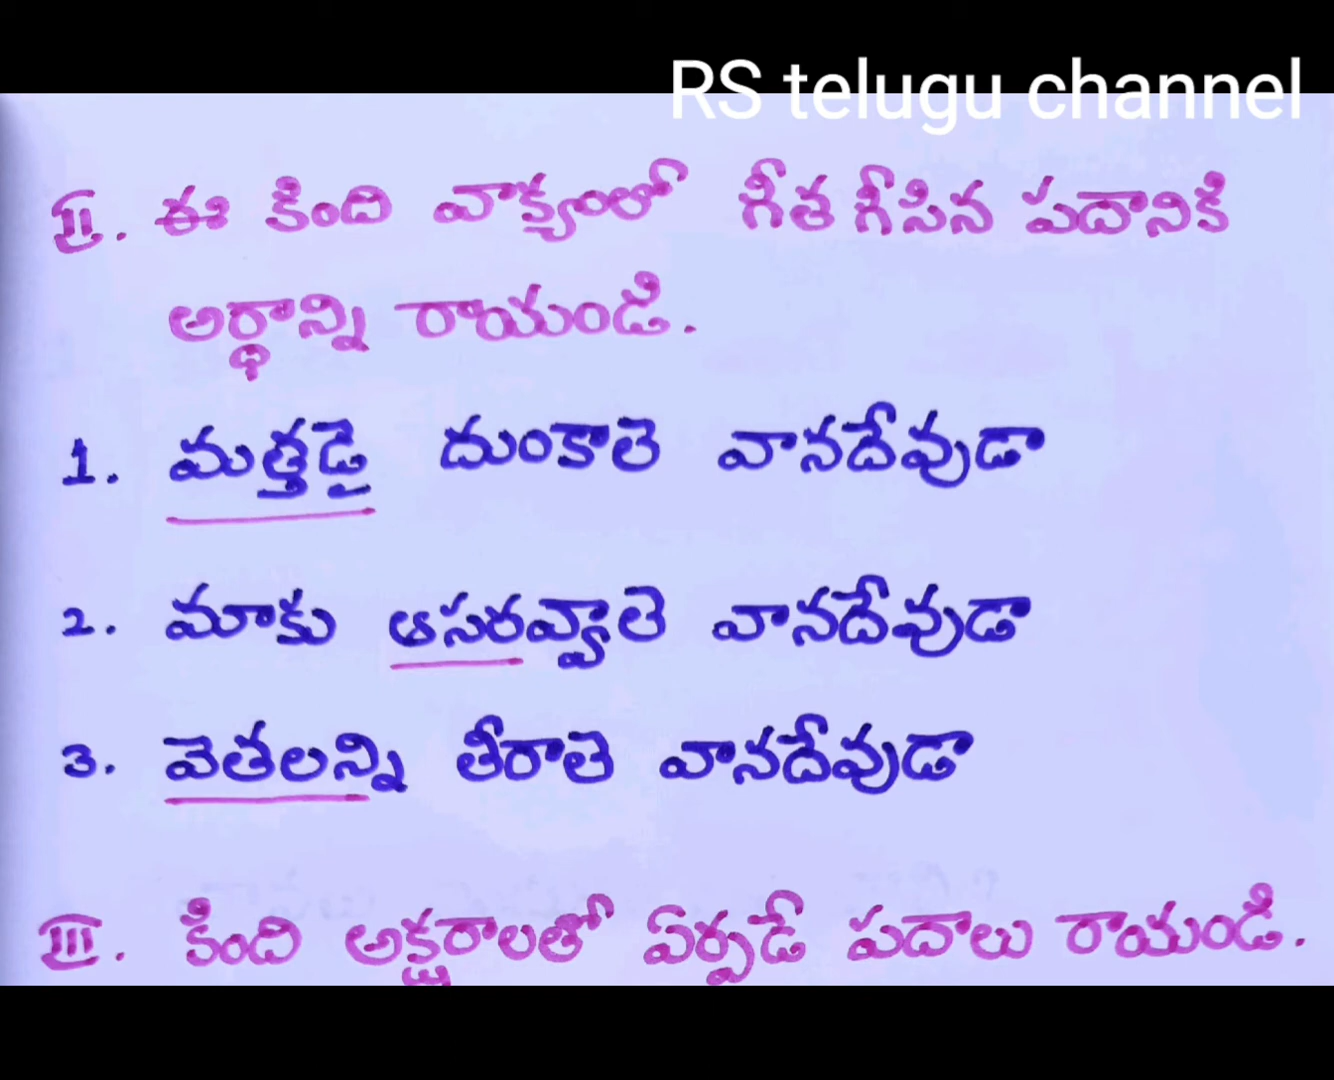 RS telugu channel
II. ఈ కింది వాక్యంలో గీత గీసిన పదానికి
అర్థాన్ని రాయండి.
1. మత్తడై దుంకాలె వానదేవుడా
2. మాకు ఆసరవ్వాలె వానదేవుడా
3. వెతలన్ని తీరాలె వానదేవుడా
III. కింది అక్షరాలతో ఏర్పడే పదాలు రాయండి.